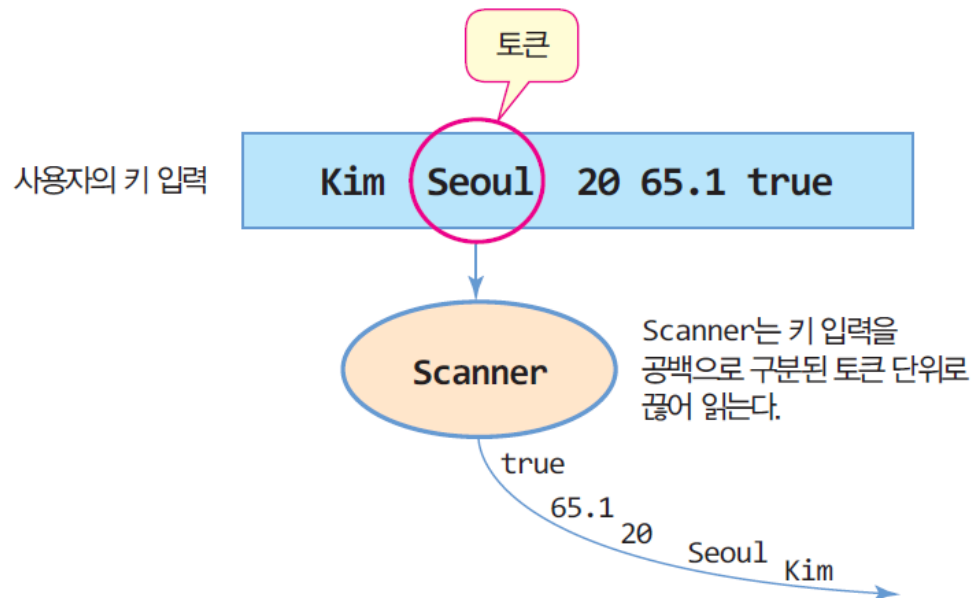 토큰
사용자의 키 입력
Kim Seoul 20 65.1 true
Scanner
Scanner는 키 입력을
공백으로 구분된 토큰 단위로
끊어 읽는다.
true
65.1
20
Seoul
Kim